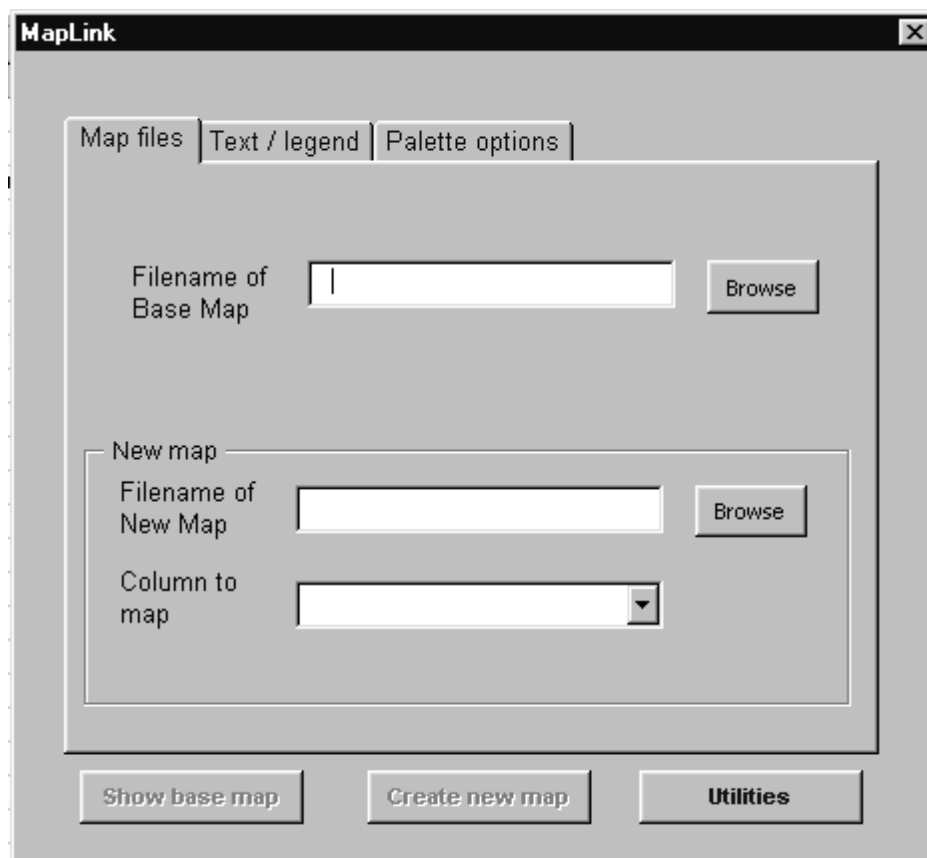 MapLink
Map files
Text / legend
Palette options
Filename of
Base Map
Browse
New map
Filename of
New Map
Browse
Column to
map
Show base map
Create new map
Utilities